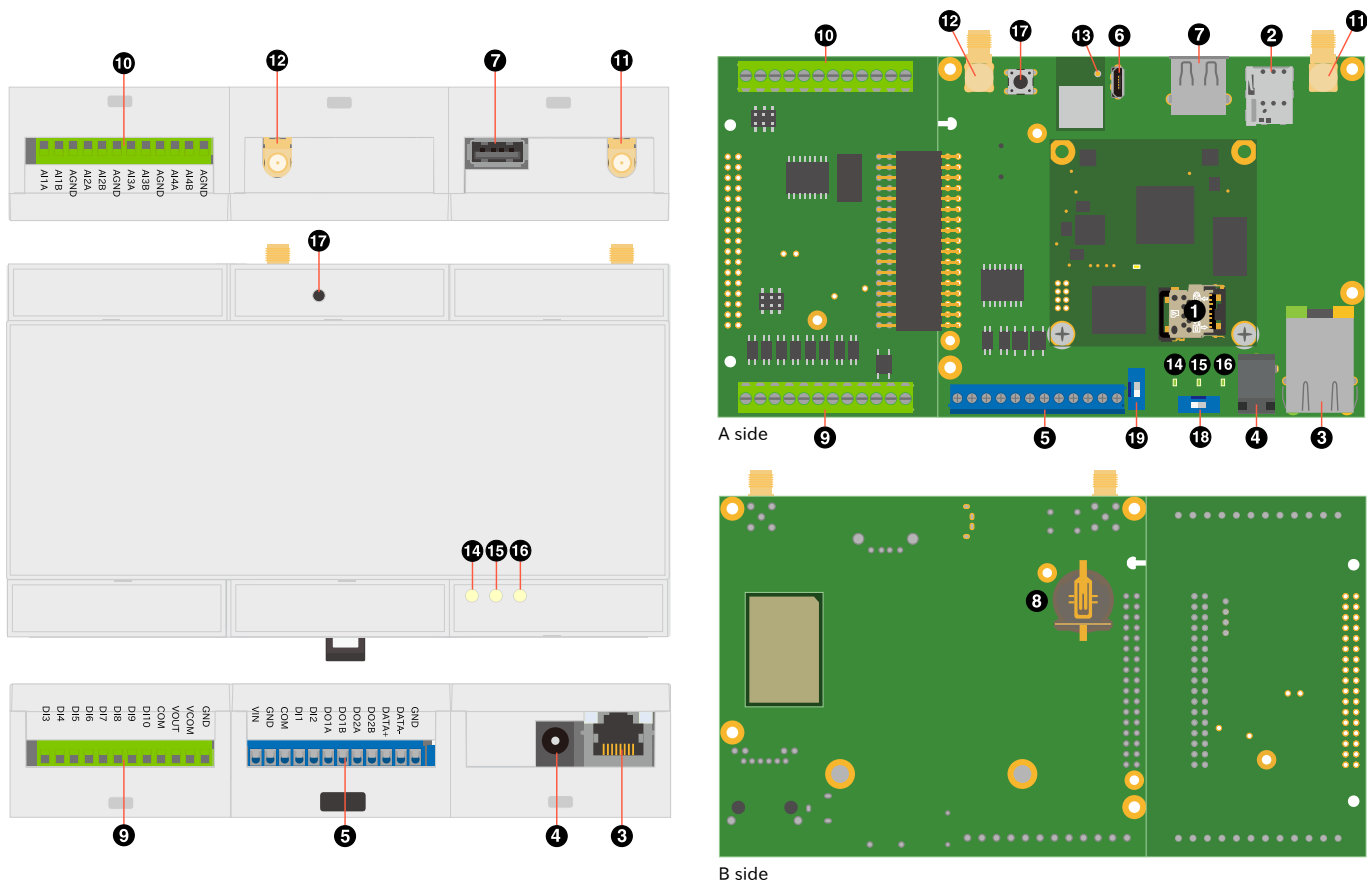 10
12
7
11
AI1A
AI1B
AGND
AI2A
AI2B
AGND
AI3A
AI3B
AGND
AI4A
AI4B
AGND
17
14 15 16
DI3
DI4
DI5
DI6
DI7
DI8
DI9
DI10
COM
VOUT
VCOM
GND
VIN
GND
COM
DI1
DI2
DO1A
DO1B
DO2A
DO2B
DATA+
DATA-
GND
9
5
4
3
10
12
17
13
6
7
2
11
1
14 15 16
9
5
19
18
4
3
A side
8
B side